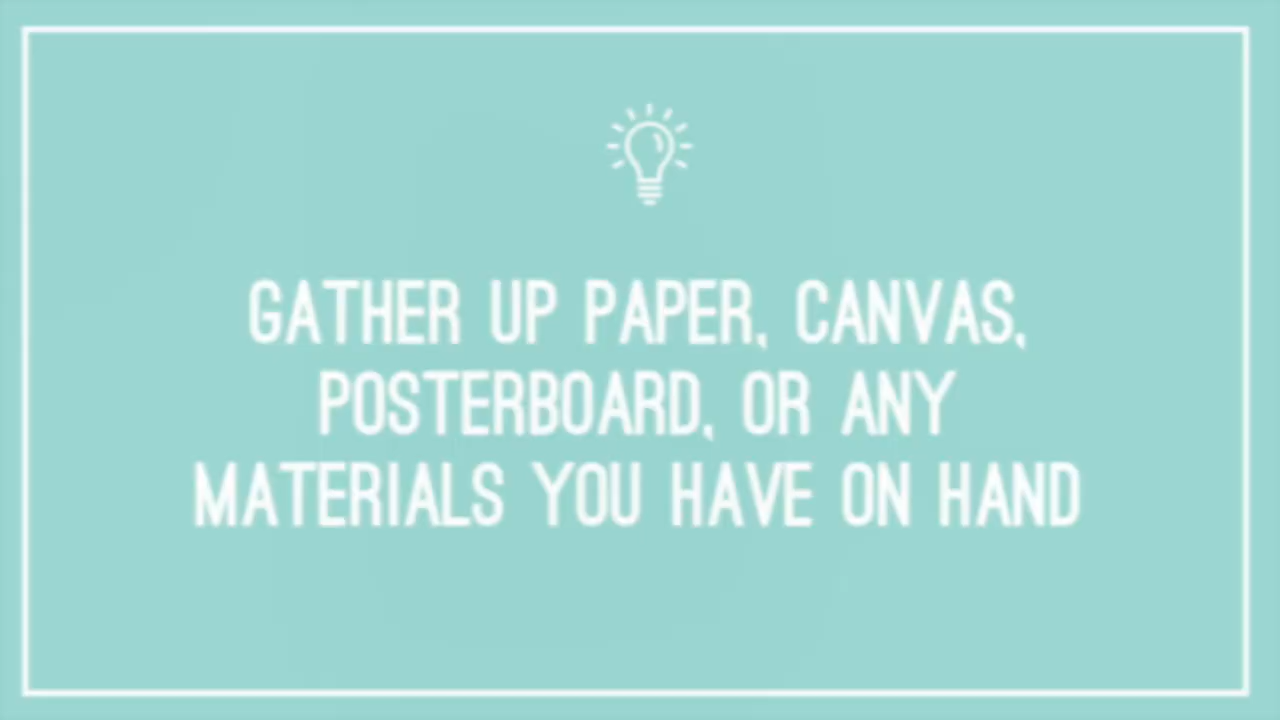 GATHER UP PAPER, CANVAS,
POSTERBOARD, OR ANY
MATERIALS YOU HAVE ON HAND